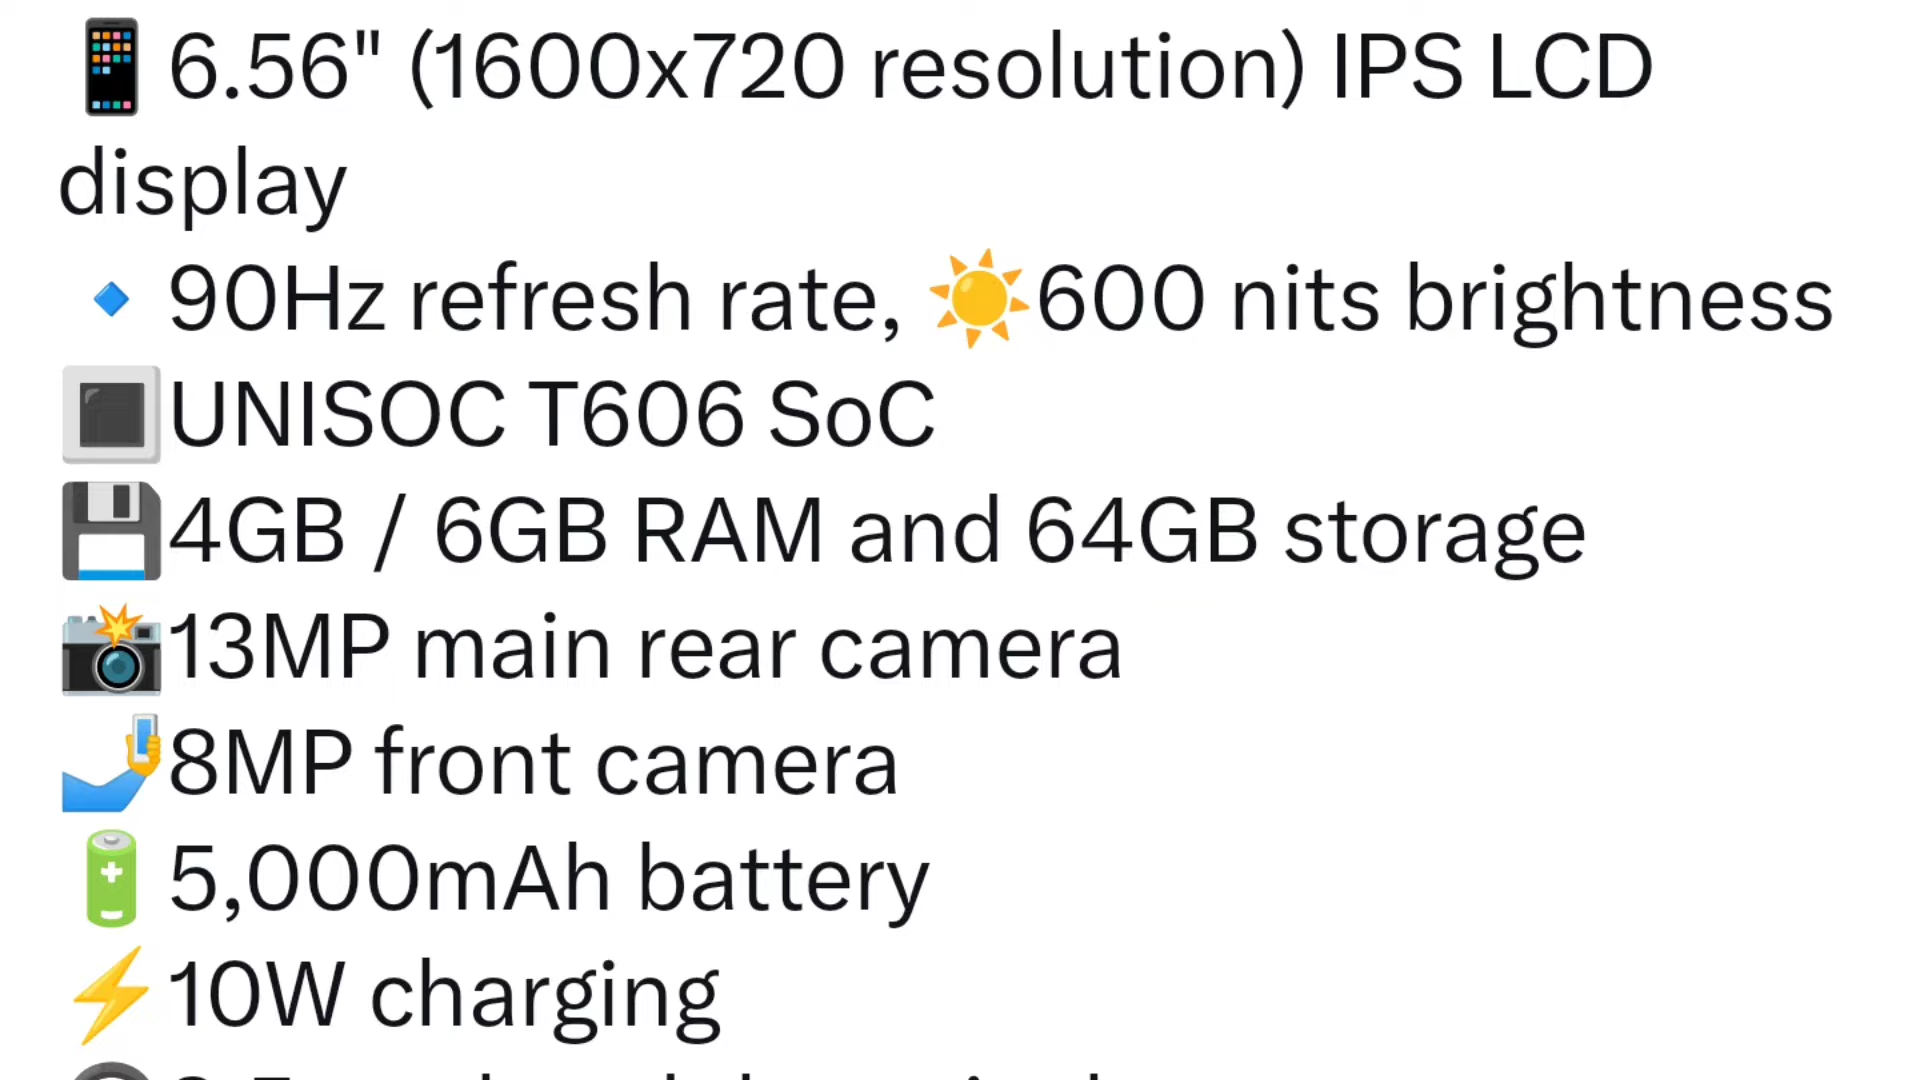 📱6.56" (1600x720 resolution) IPS LCD
display
🔹90Hz refresh rate, ☀️600 nits brightness
🔳UNISOC T606 SoC
💾4GB / 6GB RAM and 64GB storage
📸13MP main rear camera
🤳8MP front camera
🔋5,000mAh battery
⚡10W charging